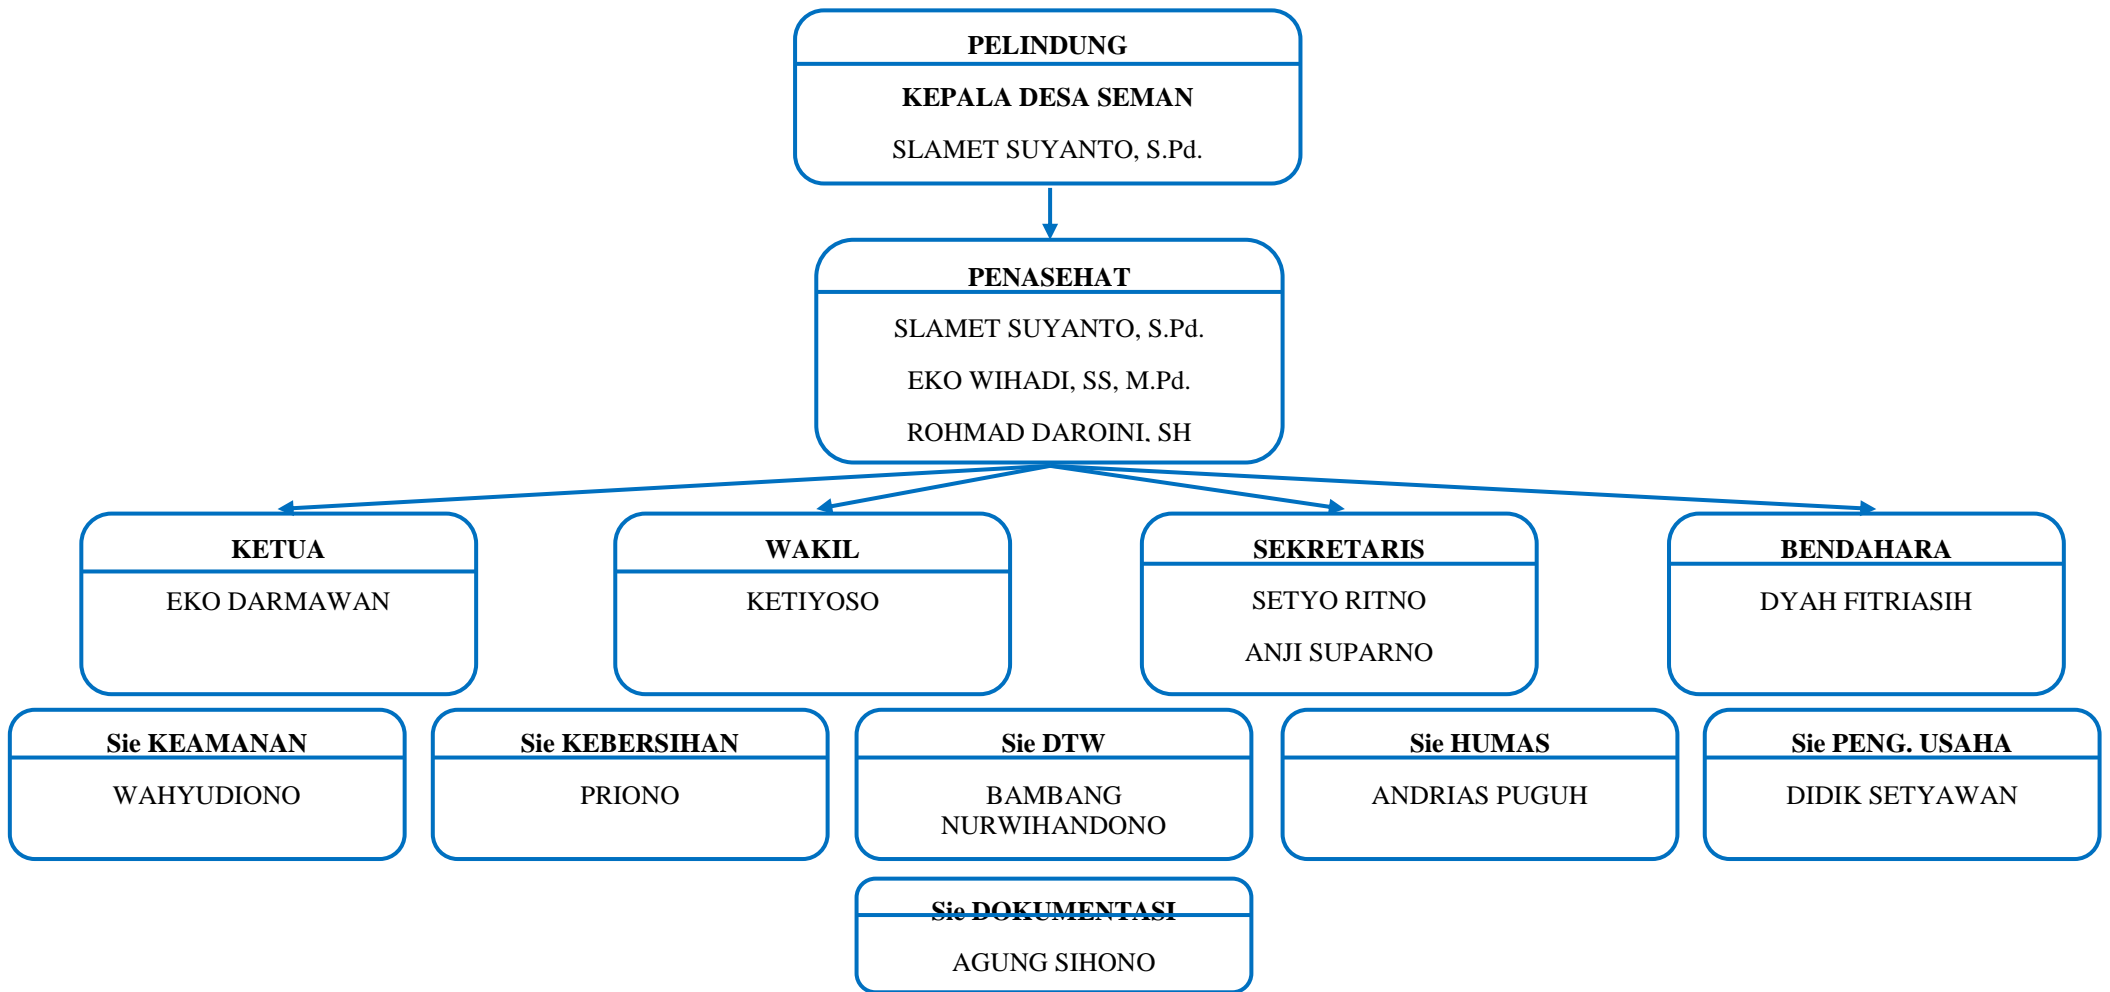 PELINDUNG
KEPALA DESA SEMAN
SLAMET SUYANTO, S.Pd.
PENASEHAT
SLAMET SUYANTO, S.Pd.
EKO WIHADI, SS, M.Pd.
ROHMAD DAROINI, SH
KETUA
EKO DARMAWAN
WAKIL
KETIYOSO
SEKRETARIS
SETYO RITNO
ANJI SUPARNO
BENDAHARA
DYAH FITRIASIH
Sie KEAMANAN
WAHYUDIONO
Sie KEBERSIHAN
PRIONO
Sie DTW
BAMBANG
NURWIHANDONO
Sie HUMAS
ANDRIAS PUGUH
Sie PENG. USAHA
DIDIK SETYAWAN
Sie DOKUMENTASI
AGUNG SIHONO